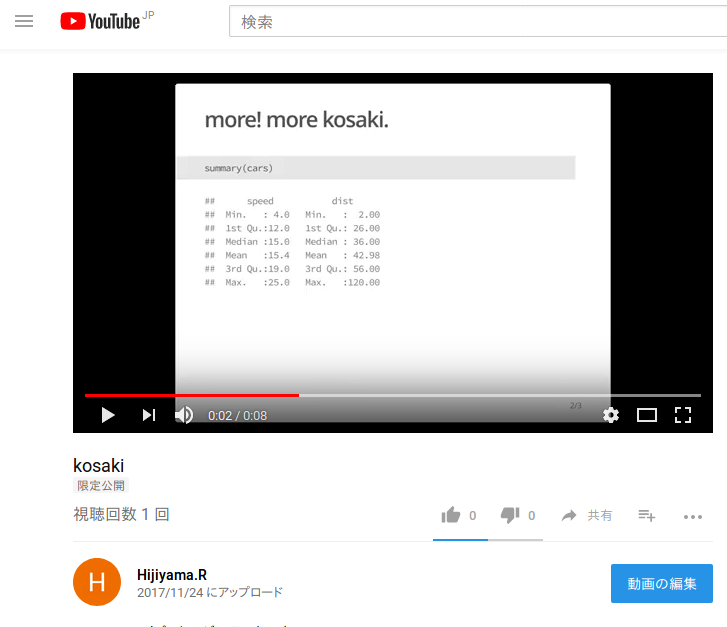 YouTube JP
検索
more! more kosaki.
summary(cars)
##      speed           dist
##  Min.   : 4.0   Min.   :  2.00
##  1st Qu.:12.0   1st Qu.: 26.00
##  Median :15.0   Median : 36.00
##  Mean   :15.4   Mean   : 42.98
##  3rd Qu.:19.0   3rd Qu.: 56.00
##  Max.   :25.0   Max.   :120.00
2/3
0:02 / 0:08
kosaki
限定公開
視聴回数 1 回
0 0 共有
H
Hijiyama.R
2017/11/24 にアップロード
動画の編集